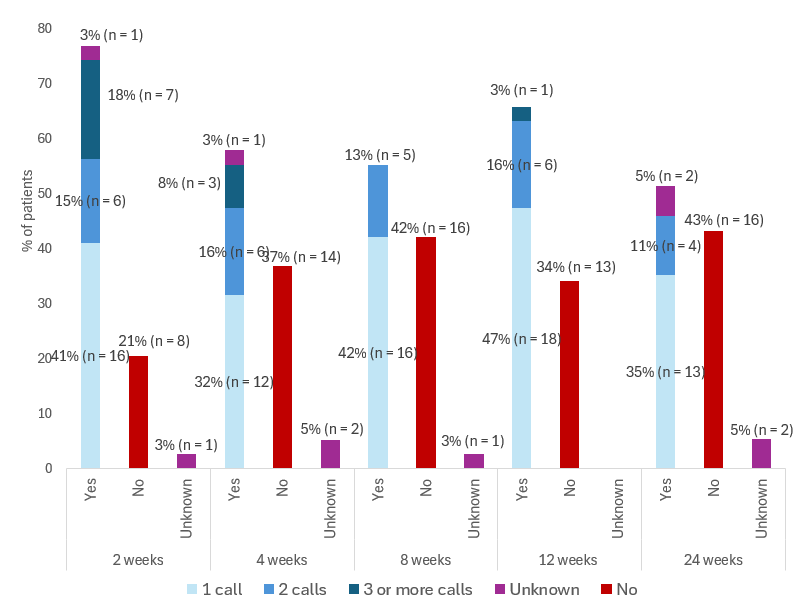 80
3% (n = 1)
70
18% (n = 7)
60
3% (n = 1)
8% (n = 3)
13% (n = 5)
3% (n = 1)
16% (n = 6)
5% (n = 2)
50
15% (n = 6)
% of patients
40
16% (n = 6)
37% (n = 14)
42% (n = 16)
34% (n = 13)
11% (n = 4)
43% (n = 16)
30
20
41% (n = 16)
21% (n = 8)
32% (n = 12)
42% (n = 16)
47% (n = 18)
35% (n = 13)
10
3% (n = 1)
5% (n = 2)
3% (n = 1)
5% (n = 2)
0
Yes
No
Unknown
Yes
No
Unknown
Yes
No
Unknown
Yes
No
Unknown
Yes
No
Unknown
2 weeks
4 weeks
8 weeks
12 weeks
24 weeks
1 call
2 calls
3 or more calls
Unknown
No